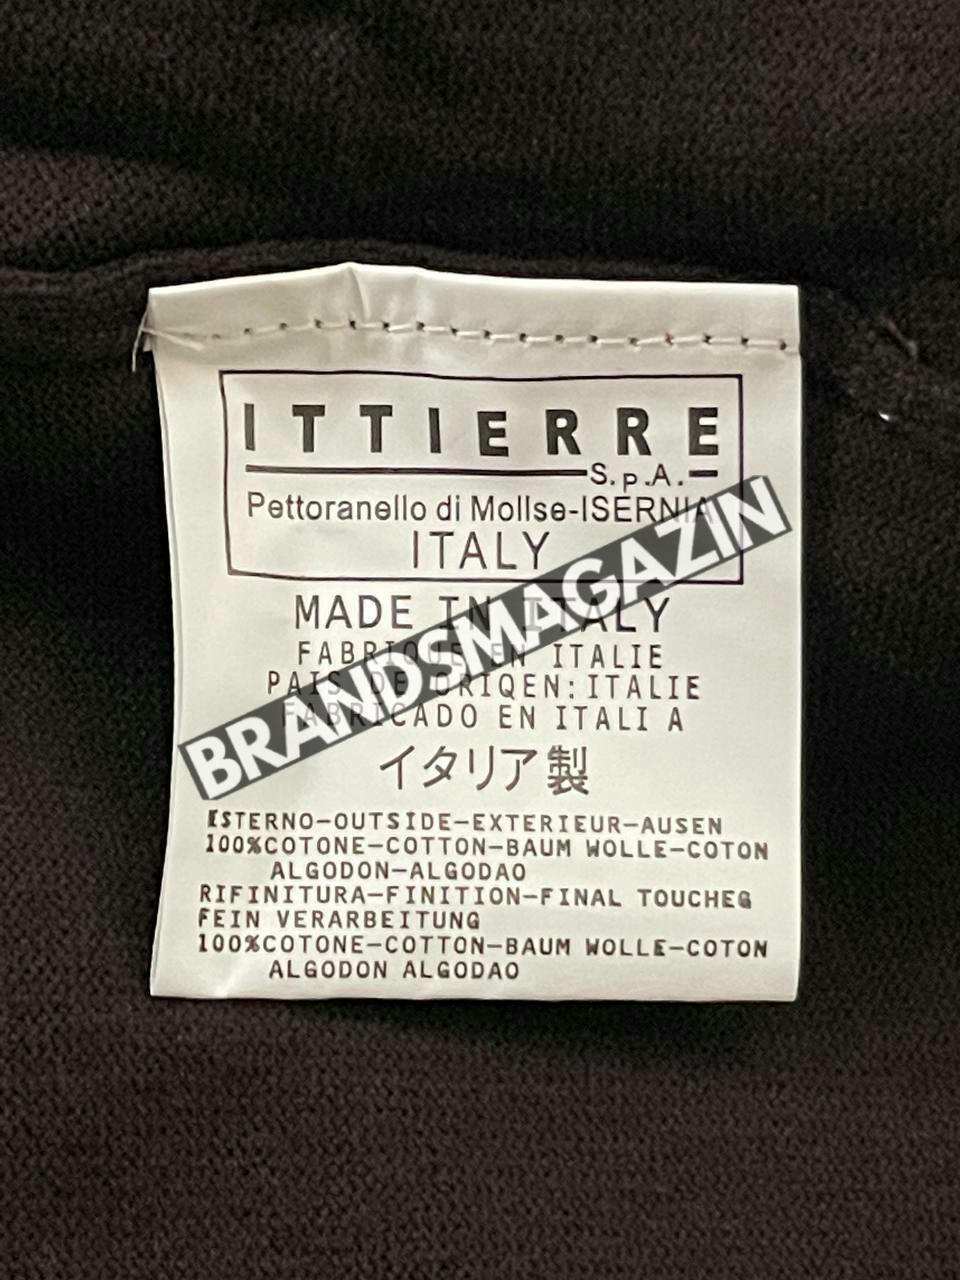 ITTIERRE
S.p.A.
Pettoranello di Mollse-ISERNIA
ITALY
MADE IN ITALY
FABRIQUE EN ITALIE
PAIS DE ORIQEN:ITALIE
FABRICADO EN ITALI A
イタリア製
BRANDSMAGAZIN
ESTERNO-OUTSIDE-EXTERIEUR-AUSEN
100%COTONE-COTTON-BAUM WOLLE-COTON
ALGODON-ALGODAO
RIFINITURA-FINITION-FINAL TOUCHEG
FEIN VERARBEITUNG
100%COTONE-COTTON-BAUM WOLLE-COTON
ALGODON ALGODAO